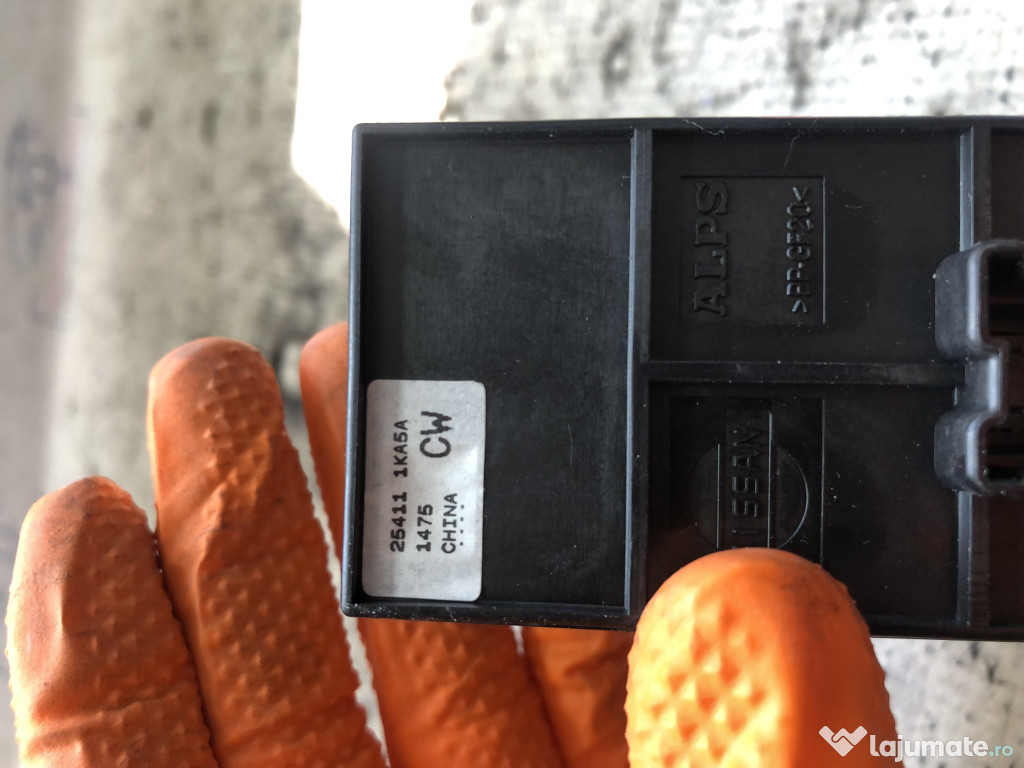 25411 1KA5A
1475 CW
CHINA
ALPS
>PP-GF20<
NISSAN
lajumate.ro